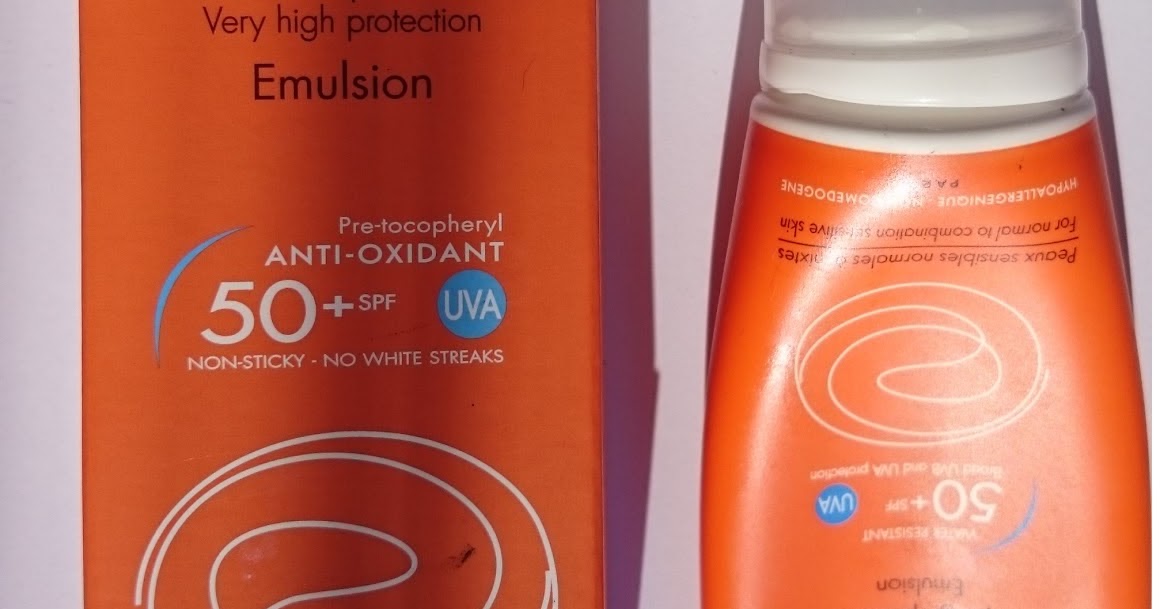 Very high protection
Emulsion
Pre-tocopheryl
ANTI-OXIDANT
50+ SPF UVA
NON-STICKY - NO WHITE STREAKS
Emulsion
WATER RESISTANT
50+ SPF UVA
Broad UVB and UVA protection
Peaux sensibles normales à mixtes
For normal to combination sensitive skin
HYPOALLERGENIQUE - NON COMEDOGENE